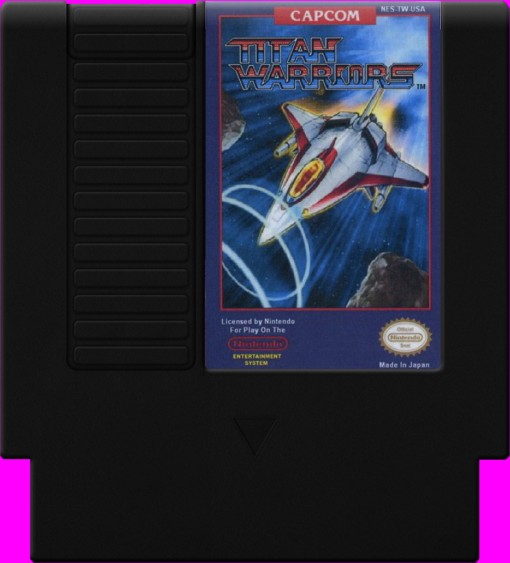 CAPCOM
NES-TW-USA
TITAN
WARRIORS
TM
Licensed by Nintendo
For Play On The
Nintendo
ENTERTAINMENT
SYSTEM
Official
Nintendo
Seal
Made In Japan